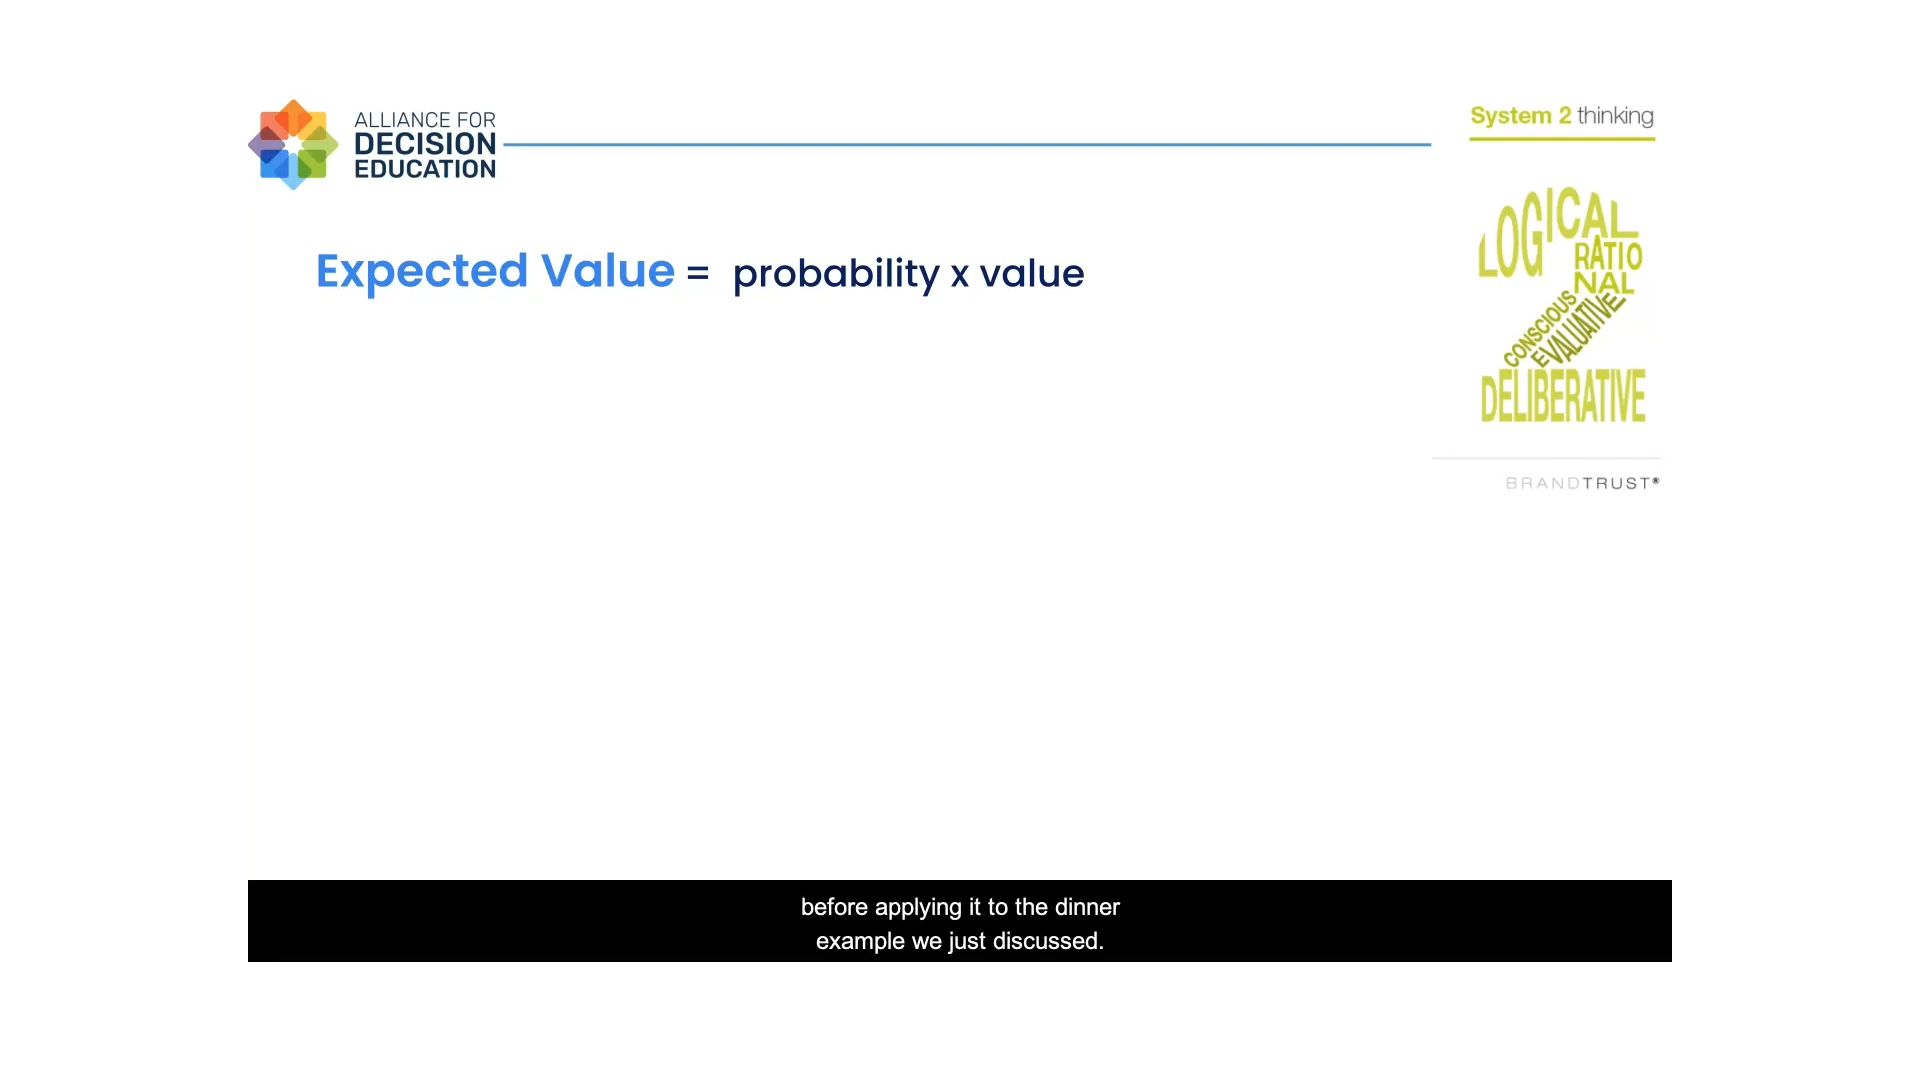 ALLIANCE FOR
DECISION
EDUCATION
System 2 thinking
Expected Value = probability x value
LOGICAL
RATIO
NAL
CONSCIOUS
EVALUATIVE
DELIBERATIVE
BRANDTRUST®
before applying it to the dinner
example we just discussed.